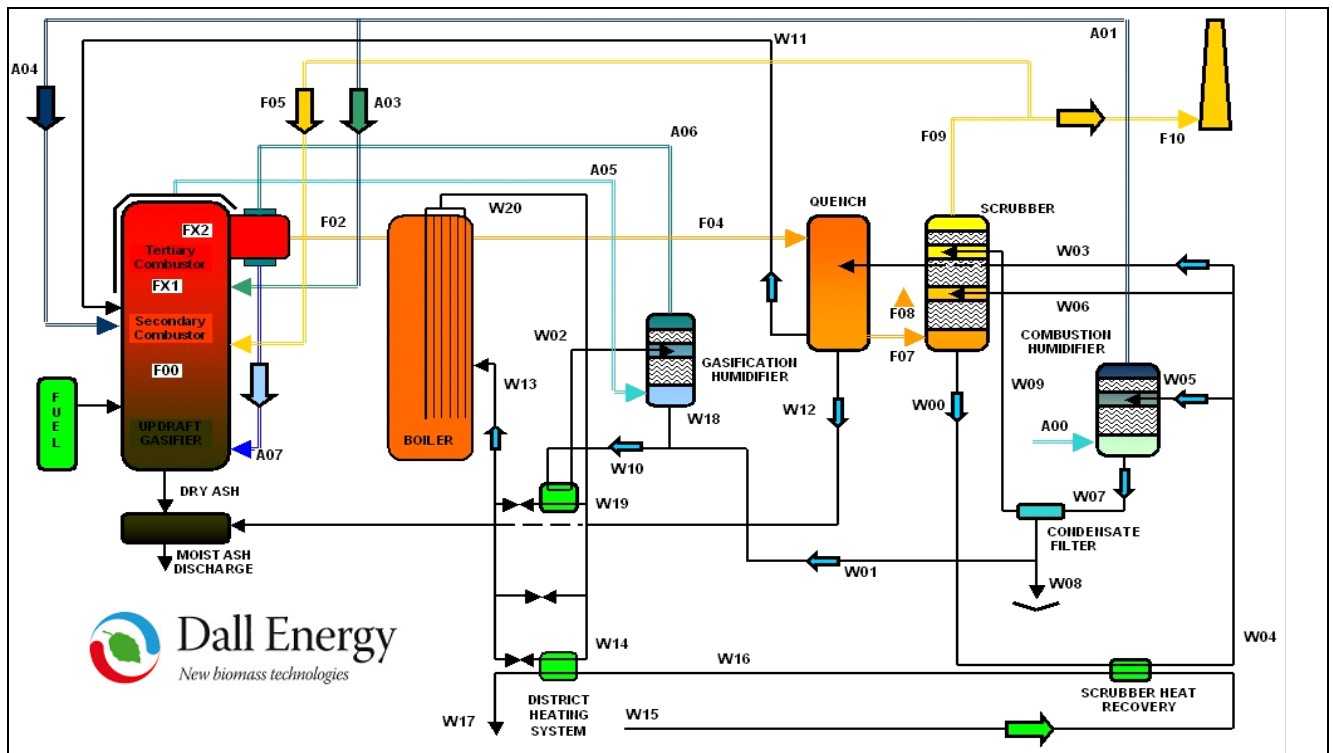 W11
A01
A04
F05
A03
A06
F09
F10
A05
QUENCH
SCRUBBER
W20
FX2
F02
F04
Tertiary
Combustor
W03
FX1
F08
W06
Secondary
Combustor
W02
COMBUSTION
HUMIDIFIER
F07
GASIFICATION
HUMIDIFIER
F00
W13
W09
W05
FUEL
W12
W00
UPDRAFT
GASIFIER
BOILER
W18
A00
A07
W10
DRY ASH
W19
W07
CONDENSATE
FILTER
MOIST ASH
DISCHARGE
W01
W08
Dall Energy
New biomass technologies
W14
W04
W16
DISTRICT
HEATING
SYSTEM
SCRUBBER HEAT
RECOVERY
W17
W15